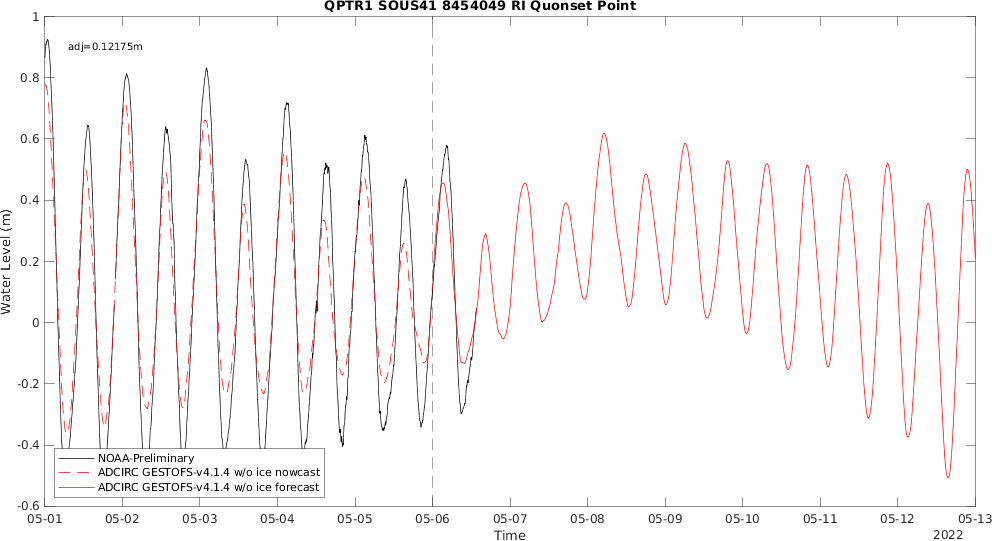 QPTR1 SOUS41 8454049 RI Quonset Point
adj=0.12175m
1
0.8
0.6
0.4
0.2
0
-0.2
-0.4
-0.6
Water Level (m)
NOAA-Preliminary
ADCIRC GESTOFS-v4.1.4 w/o ice nowcast
ADCIRC GESTOFS-v4.1.4 w/o ice forecast
05-01 05-02 05-03 05-04 05-05 05-06 05-07 05-08 05-09 05-10 05-11 05-12 05-13
Time
2022